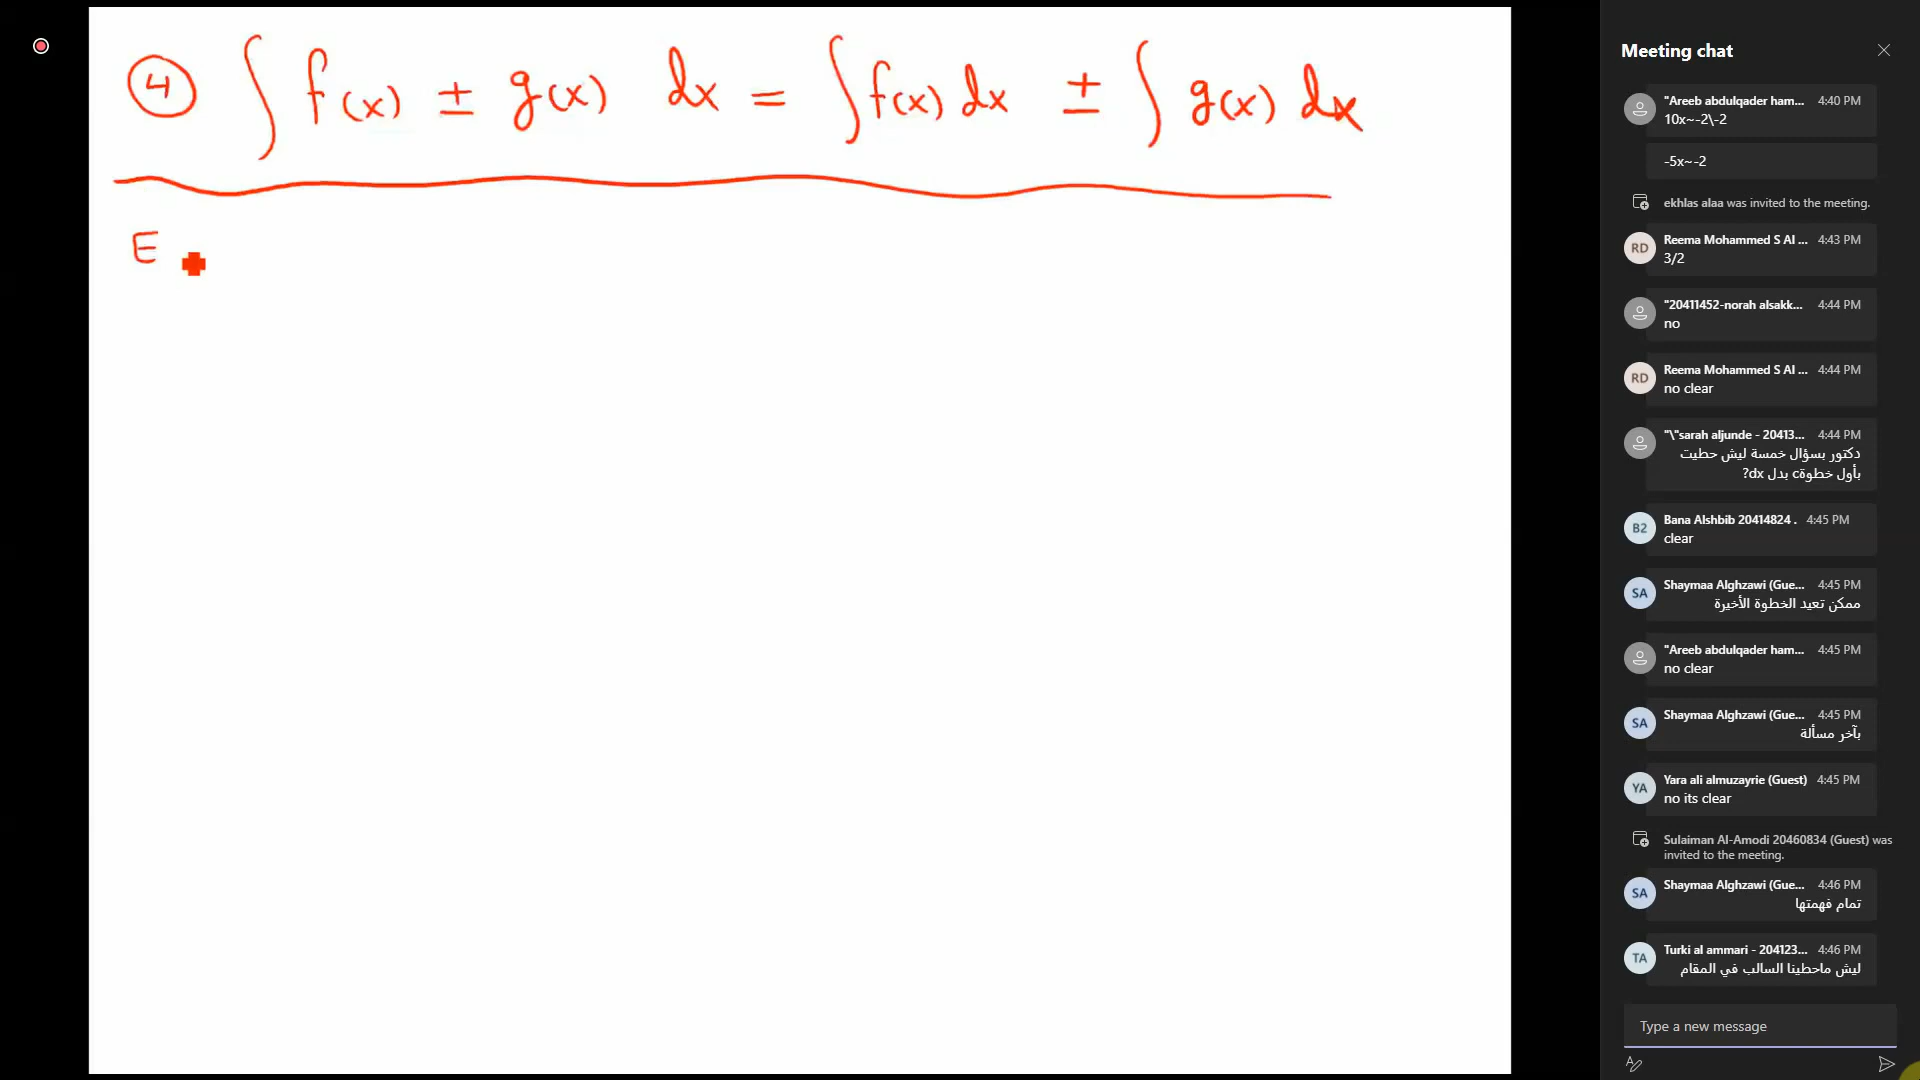 ④ ∫ f(x) ± g(x) dx = ∫ f(x) dx ± ∫ g(x) dx
E
Meeting chat
"Areeb abdulqader ham... 4:40 PM
10x~-2\-2
-5x~-2
ekhlas alaa was invited to the meeting.
RD Reema Mohammed S Al ... 4:43 PM
3/2
"20411452-norah alsakk... 4:44 PM
no
RD Reema Mohammed S Al ... 4:44 PM
no clear
"\"sarah aljunde - 20413... 4:44 PM
دكتور بسؤال خمسة ليش حطيت
بأول خطوةc بدل dx?
B2 Bana Alshbib 20414824 . 4:45 PM
clear
SA Shaymaa Alghzawi (Gue... 4:45 PM
ممكن تعيد الخطوة الأخيرة
"Areeb abdulqader ham... 4:45 PM
no clear
SA Shaymaa Alghzawi (Gue... 4:45 PM
بآخر مسألة
YA Yara ali almuzayrie (Guest) 4:45 PM
no its clear
Sulaiman Al-Amodi 20460834 (Guest) was
invited to the meeting.
SA Shaymaa Alghzawi (Gue... 4:46 PM
تمام فهمتها
TA Turki al ammari - 204123... 4:46 PM
ليش ماحطينا السالب في المقام
Type a new message